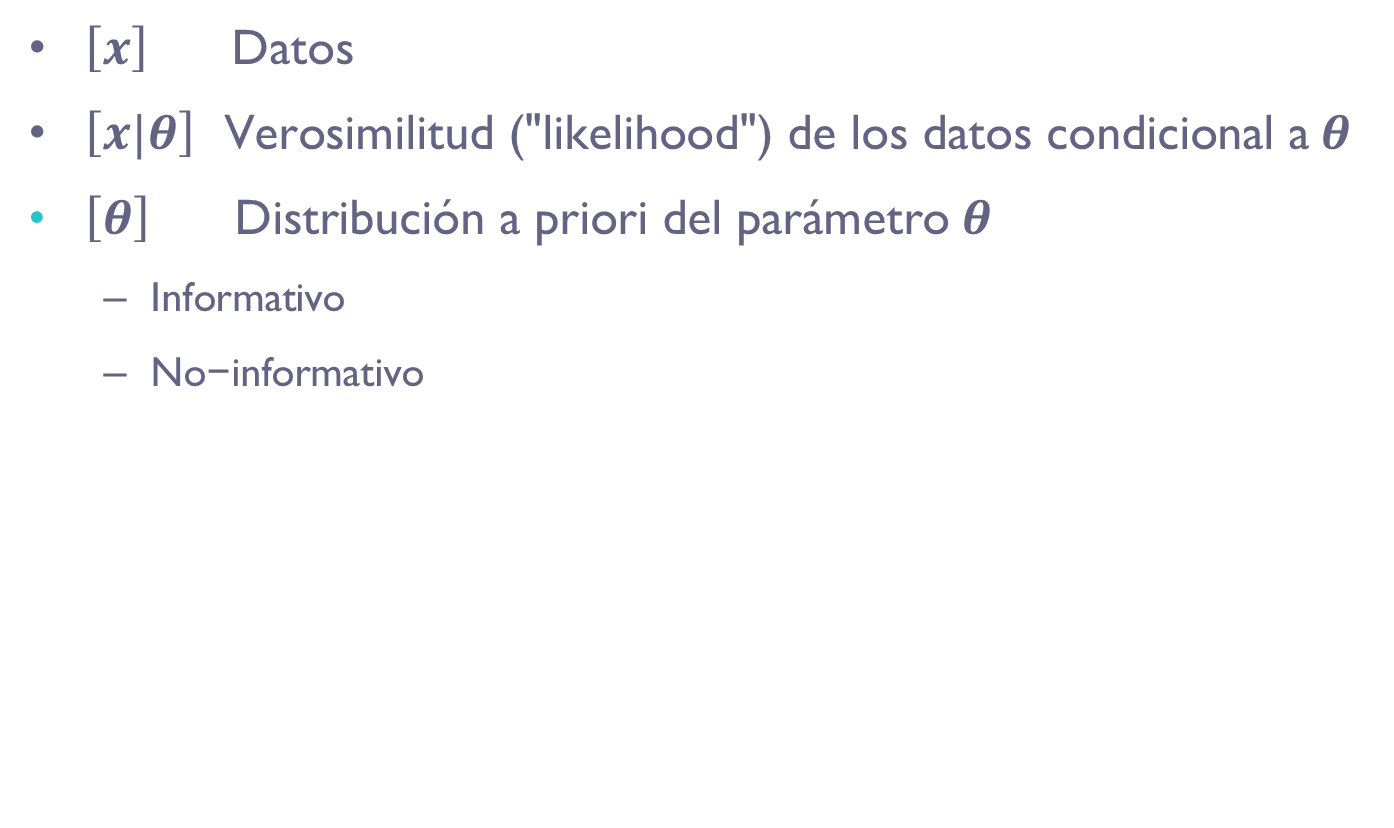 • [x] Datos
• [x|θ] Verosimilitud ("likelihood") de los datos condicional a θ
• [θ] Distribución a priori del parámetro θ
– Informativo
– No−informativo